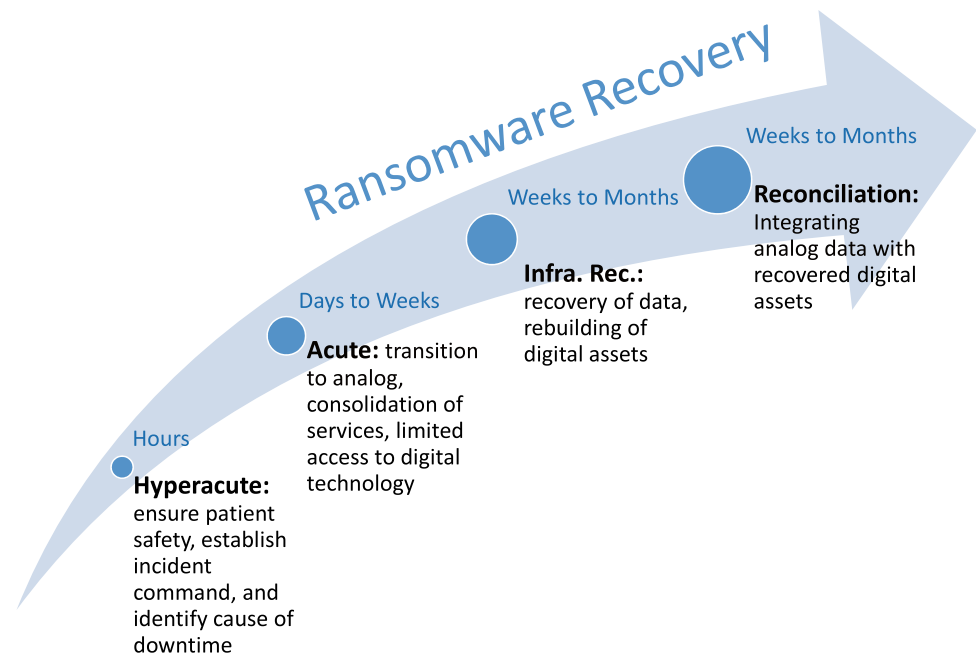 Ransomware Recovery
Hours
Hyperacute:
ensure patient
safety, establish
incident
command, and
identify cause of
downtime
Days to Weeks
Acute: transition
to analog,
consolidation of
services, limited
access to digital
technology
Weeks to Months
Infra. Rec.:
recovery of data,
rebuilding of
digital assets
Weeks to Months
Reconciliation:
Integrating
analog data with
recovered digital
assets